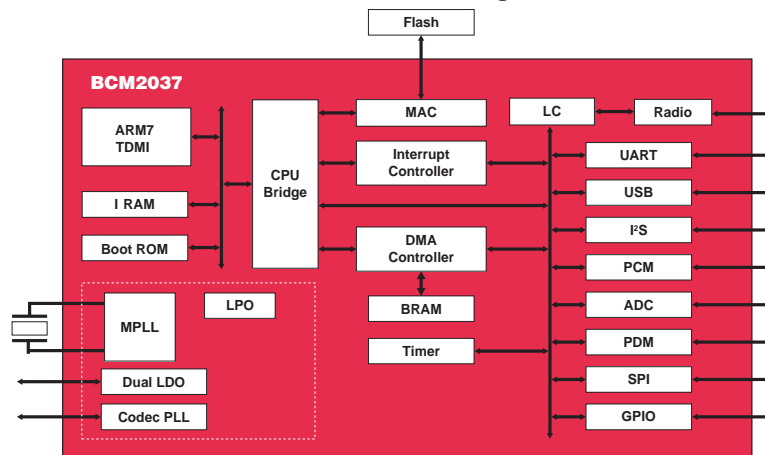 Flash
BCM2037
ARM7
TDMI
I RAM
Boot ROM
CPU
Bridge
MAC
Interrupt
Controller
DMA
Controller
BRAM
Timer
LC
Radio
UART
USB
I²S
PCM
ADC
PDM
SPI
GPIO
MPLL
LPO
Dual LDO
Codec PLL